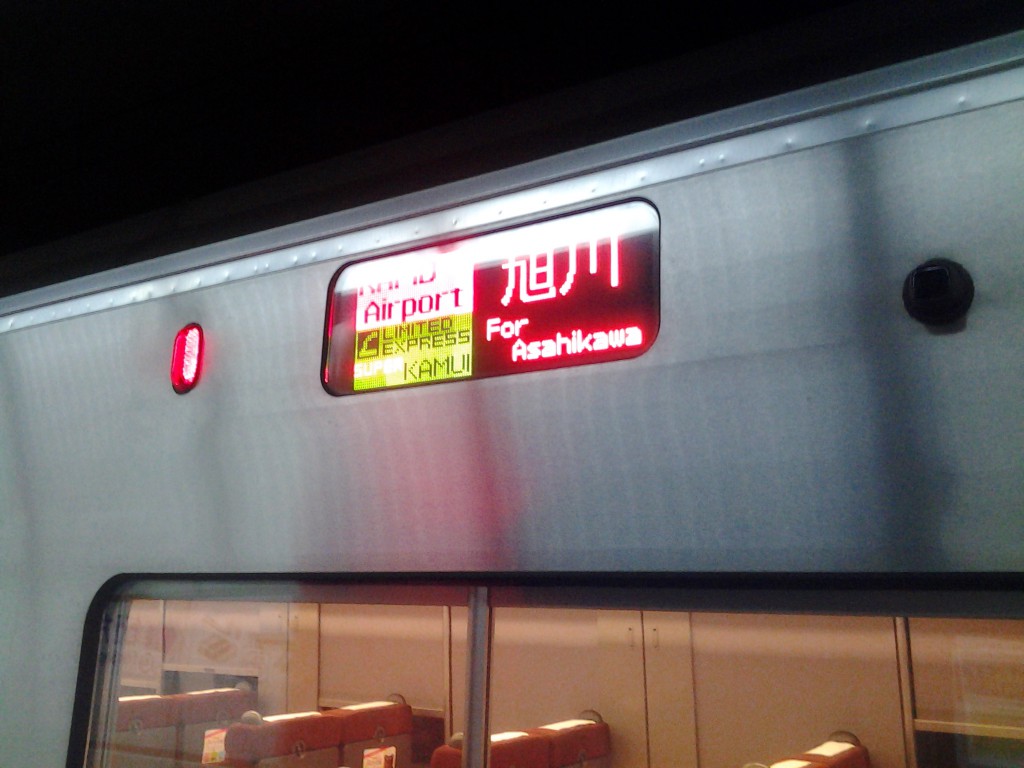 Airport
LIMITED
EXPRESS
SUPER KAMUI
旭川
For
Asahikawa